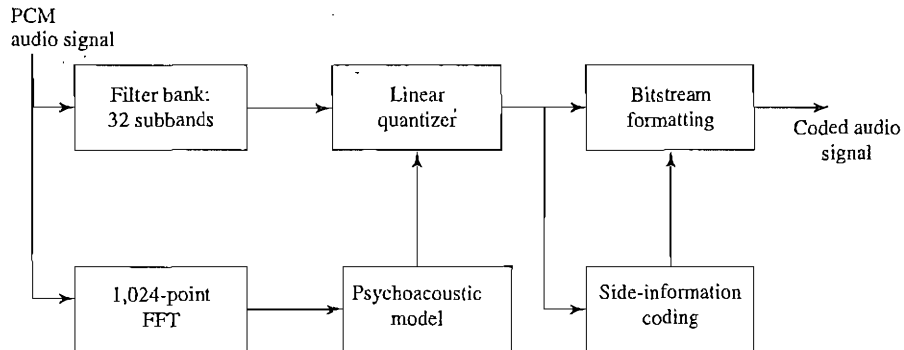 PCM
audio signal
Filter bank:
32 subbands
Linear
quantizer
Bitstream
formatting
Coded audio
signal
1,024-point
FFT
Psychoacoustic
model
Side-information
coding